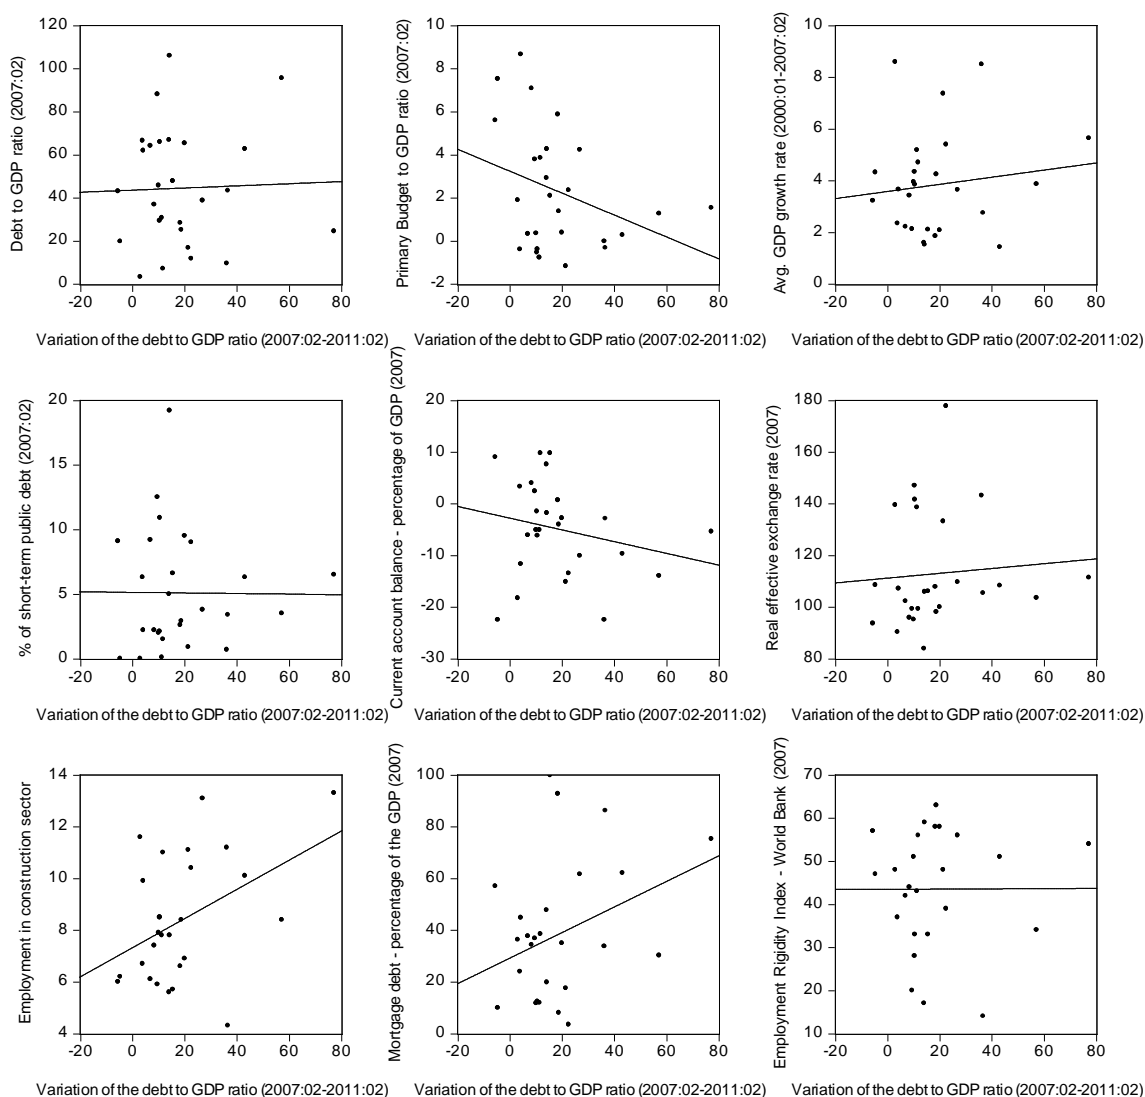 Debt to GDP ratio (2007:02)
120
100
80
60
40
20
0
-20 0 20 40 60 80
Variation of the debt to GDP ratio (2007:02-2011:02)
Primary Budget to GDP ratio (2007:02)
10
8
6
4
2
0
-2
-20 0 20 40 60 80
Variation of the debt to GDP ratio (2007:02-2011:02)
Avg. GDP growth rate (2000:01-2007:02)
10
8
6
4
2
0
-20 0 20 40 60 80
Variation of the debt to GDP ratio (2007:02-2011:02)
% of short-term public debt (2007:02)
20
15
10
5
0
-20 0 20 40 60 80
Variation of the debt to GDP ratio (2007:02-2011:02)
Current account balance - percentage of GDP (2007)
20
10
0
-10
-20
-30
-20 0 20 40 60 80
Variation of the debt to GDP ratio (2007:02-2011:02)
Real effective exchange rate (2007)
180
160
140
120
100
80
-20 0 20 40 60 80
Variation of the debt to GDP ratio (2007:02-2011:02)
Employment in construction sector
14
12
10
8
6
4
-20 0 20 40 60 80
Variation of the debt to GDP ratio (2007:02-2011:02)
Mortgage debt - percentage of the GDP (2007)
100
80
60
40
20
0
-20 0 20 40 60 80
Variation of the debt to GDP ratio (2007:02-2011:02)
Employment Rigidity Index - World Bank (2007)
70
60
50
40
30
20
10
-20 0 20 40 60 80
Variation of the debt to GDP ratio (2007:02-2011:02)